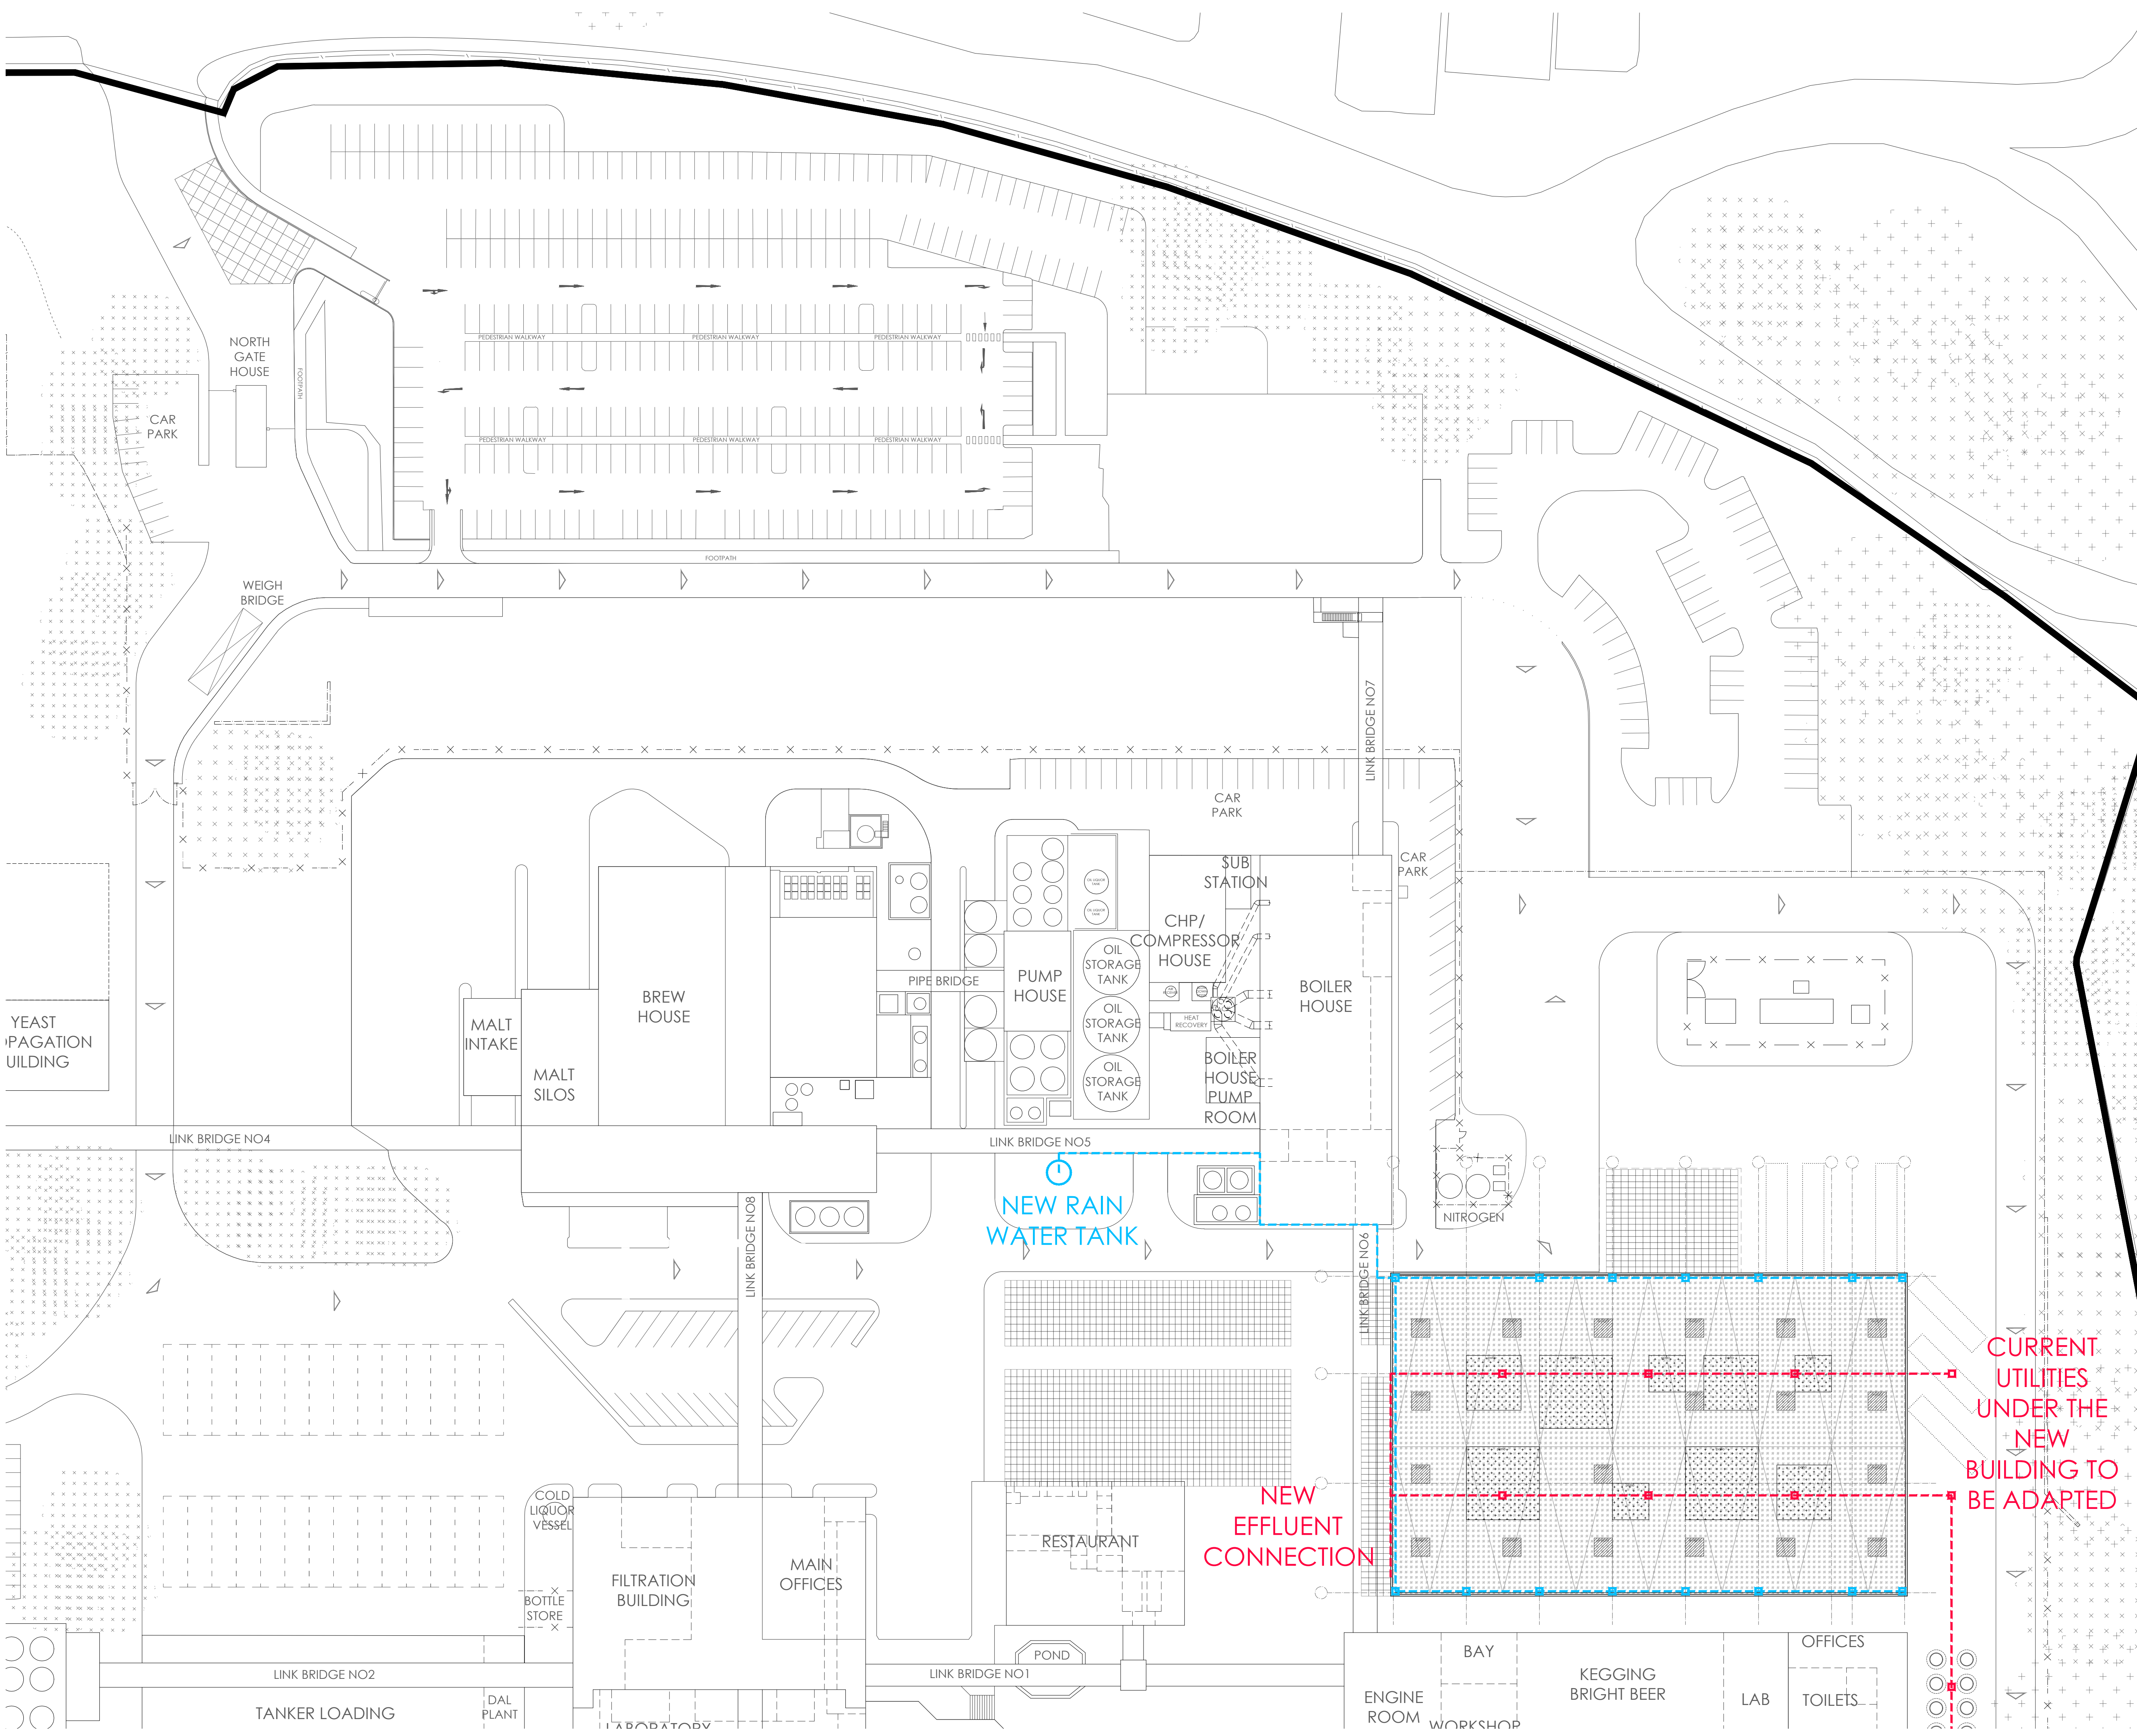 PEDESTRIAN WALKWAY
PEDESTRIAN WALKWAY
PEDESTRIAN WALKWAY
NORTH
GATE
HOUSE
FOOTPATH
CAR
PARK
PEDESTRIAN WALKWAY
PEDESTRIAN WALKWAY
PEDESTRIAN WALKWAY
FOOTPATH
WEIGH
BRIDGE
LINK BRIDGE NO7
CAR
PARK
CAR
PARK
SUB
STATION
CHP/
COMPRESSOR
HOUSE
OIL
STORAGE
TANK
PUMP
HOUSE
PIPE BRIDGE
BOILER
HOUSE
BREW
HOUSE
MALT
INTAKE
YEAST
OPAGATION
UILDING
OIL
STORAGE
TANK
HEAT
RECOVERY
BOILER
HOUSE
PUMP
ROOM
OIL
STORAGE
TANK
MALT
SILOS
LINK BRIDGE NO4
LINK BRIDGE NO5
NEW RAIN
WATER TANK
NITROGEN
LINK BRIDGE NO8
LINK BRIDGE NO6
CURRENT
UTILITIES
UNDER THE
NEW
BUILDING TO
BE ADAPTED
NEW
EFFLUENT
CONNECTION
COLD
LIQUOR
VESSEL
RESTAURANT
MAIN
OFFICES
FILTRATION
BUILDING
BOTTLE
STORE
LINK BRIDGE NO2
LINK BRIDGE NO1
POND
BAY
OFFICES
KEGGING
BRIGHT BEER
LAB
TOILETS
ENGINE
ROOM
WORKSHOP
TANKER LOADING
DAL
PLANT
LABORATORY